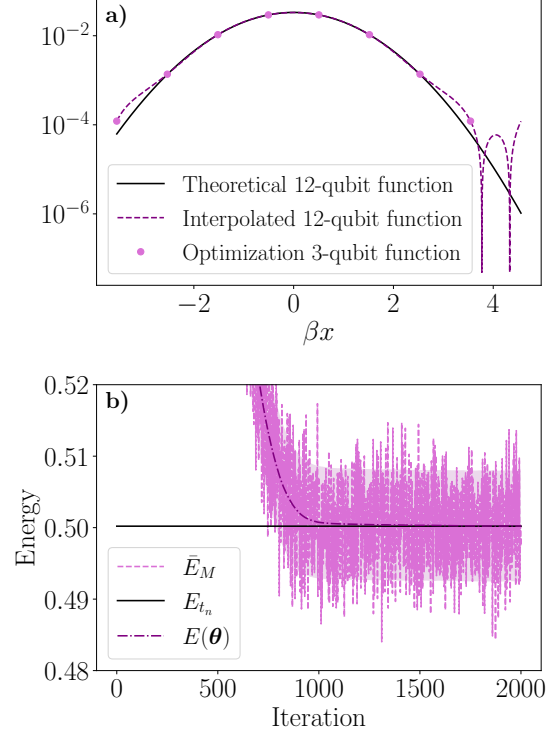 a)
10⁻²
10⁻⁴
10⁻⁶
Theoretical 12-qubit function
Interpolated 12-qubit function
Optimization 3-qubit function
−2 0 2 4
βx
b)
0.52
0.51
0.50
0.49
0.48
Energy
Ē_M
E_{t_n}
E(θ)
0 500 1000 1500 2000
Iteration